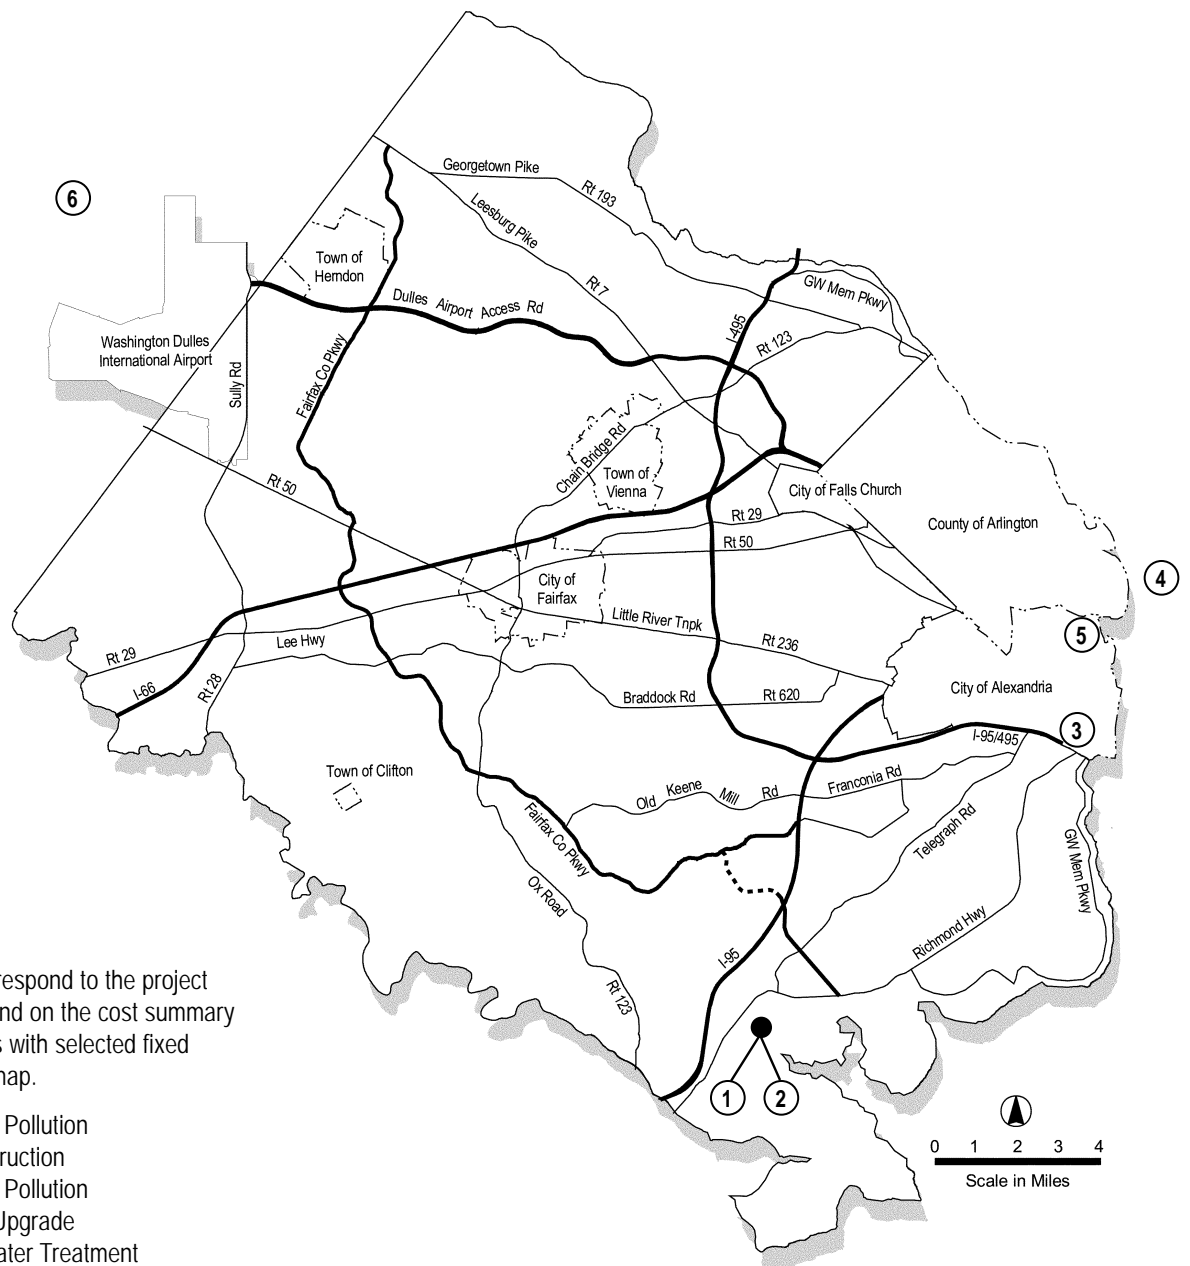 Georgetown Pike
Rt 193
6
Leesburg Pike
Town of
Herndon
GW Mem Pkwy
Rt 7
Dulles Airport Access Rd
I-495
Rt 123
Washington Dulles
International Airport
Sully Rd
Fairfax Co Pkwy
Chain Bridge Rd
Town of
Vienna
Rt 50
City of Falls Church
Rt 29
County of Arlington
Rt 50
City of
Fairfax
4
Little River Tnpk
Rt 236
5
Lee Hwy
Rt 29
I-66
Rt 28
Braddock Rd
Rt 620
City of Alexandria
3
I-95/495
Town of Clifton
Old Keene Mill Rd
Franconia Rd
Fairfax Co Pkwy
Telegraph Rd
GW Mem Pkwy
Ox Road
Richmond Hwy
I-95
Rt 123
respond to the project
nd on the cost summary
s with selected fixed
nap.
1
2
Pollution
truction
Pollution
Upgrade
ater Treatment
0 1 2 3 4
Scale in Miles